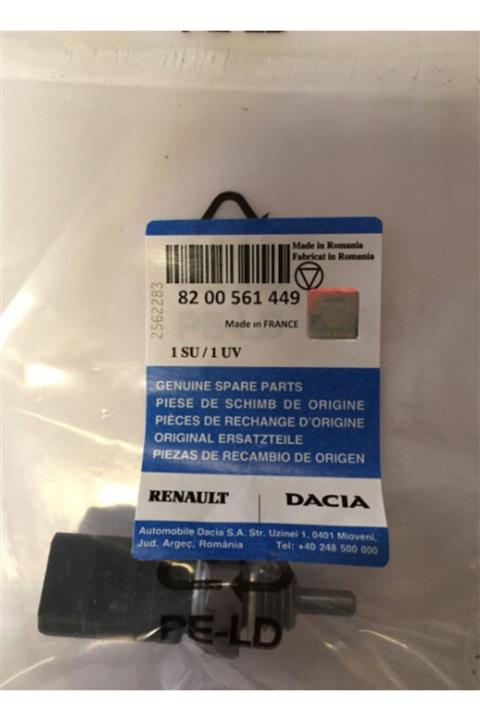 PE-LD
Made in Romania
Fabricat in Romania
2562283
82 00 561 449
Made in FRANCE
1 SU / 1 UV
GENUINE SPARE PARTS
PIESE DE SCHIMB DE ORIGINE
PIÈCES DE RECHANGE D'ORIGINE
ORIGINAL ERSATZTEILE
PIEZAS DE RECAMBIO DE ORIGEN
RENAULT | DACIA
Automobile Dacia S.A. Str. Uzinei 1, 0401 Mioveni,
Jud. Argeç, România Tel: +40 248 500 000
PE-LD